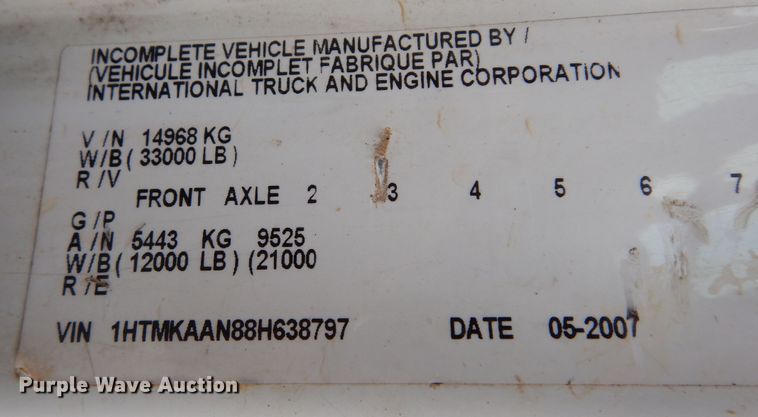 INCOMPLETE VEHICLE MANUFACTURED BY /
(VEHICULE INCOMPLET FABRIQUE PAR)
INTERNATIONAL TRUCK AND ENGINE CORPORATION
V /N 14968 KG
W/B ( 33000 LB )
R /V
FRONT AXLE 2 3 4 5 6 7
G /P
A /N 5443 KG 9525
W/B ( 12000 LB ) (21000
R /E
VIN 1HTMKAAN88H638797 DATE 05-2007
Purple Wave Auction